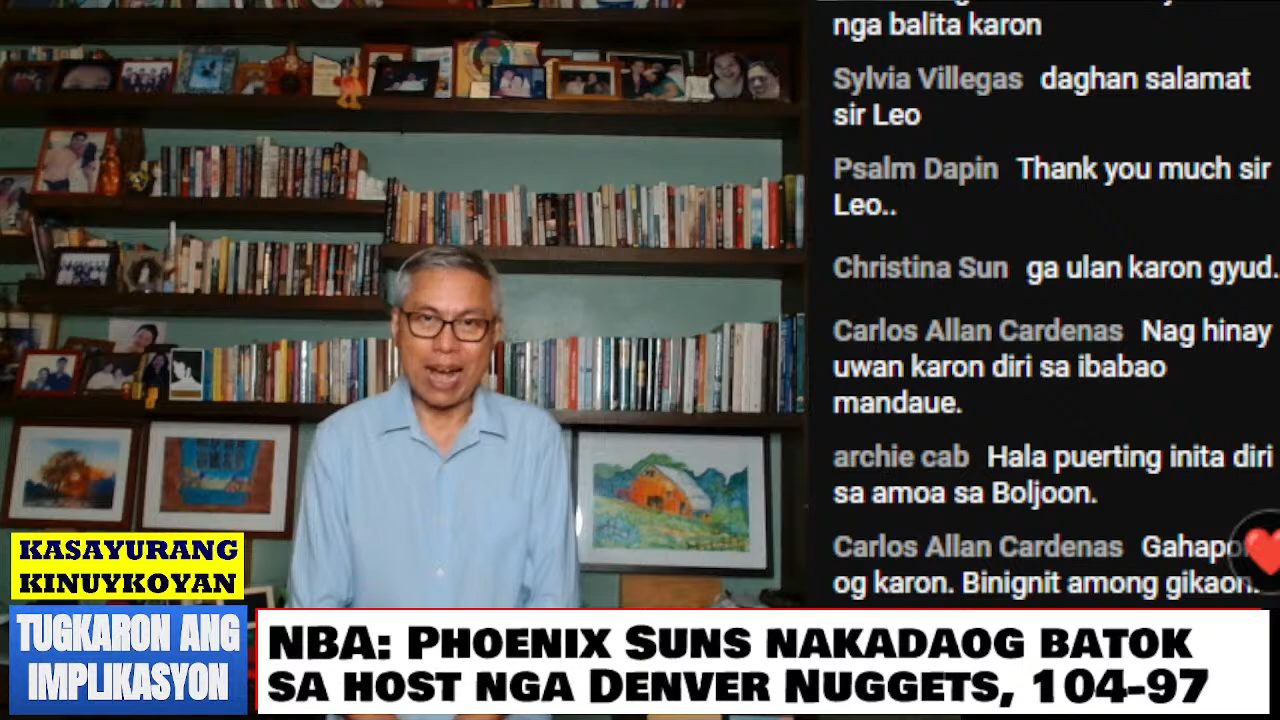 nga balita karon
Sylvia Villegas daghan salamat
sir Leo
Psalm Dapin Thank you much sir
Leo..
Christina Sun ga ulan karon gyud.
Carlos Allan Cardenas Nag hinay
uwan karon diri sa ibabao
mandaue.
archie cab Hala puerting inita diri
sa amoa sa Boljoon.
Carlos Allan Cardenas
og karon. Binignit among gikaon.
KASAYURANG
KINUYKOYAN
TUGKARON ANG
IMPLIKASYON
NBA: PHOENIX SUNS NAKADAOG BATOK
SA HOST NGA DENVER NUGGETS, 104-97